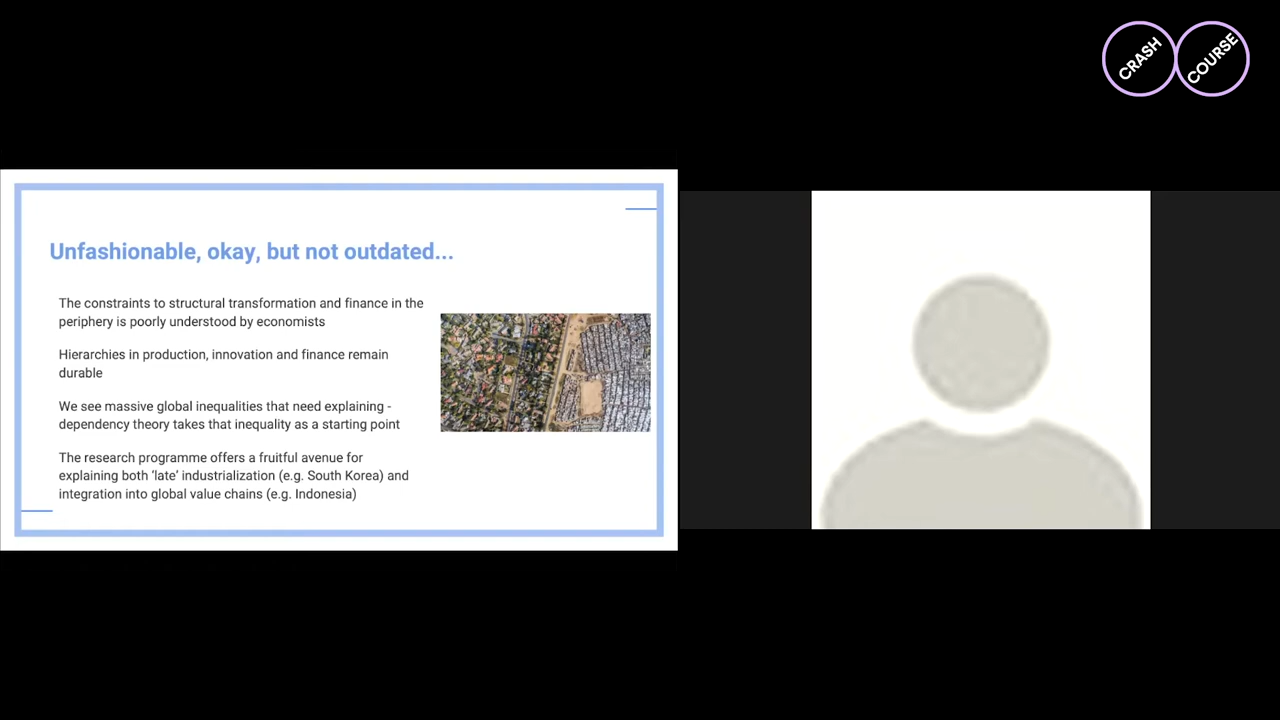 CRASH COURSE
Unfashionable, okay, but not outdated...
The constraints to structural transformation and finance in the
periphery is poorly understood by economists
Hierarchies in production, innovation and finance remain
durable
We see massive global inequalities that need explaining -
dependency theory takes that inequality as a starting point
The research programme offers a fruitful avenue for
explaining both ‘late’ industrialization (e.g. South Korea) and
integration into global value chains (e.g. Indonesia)